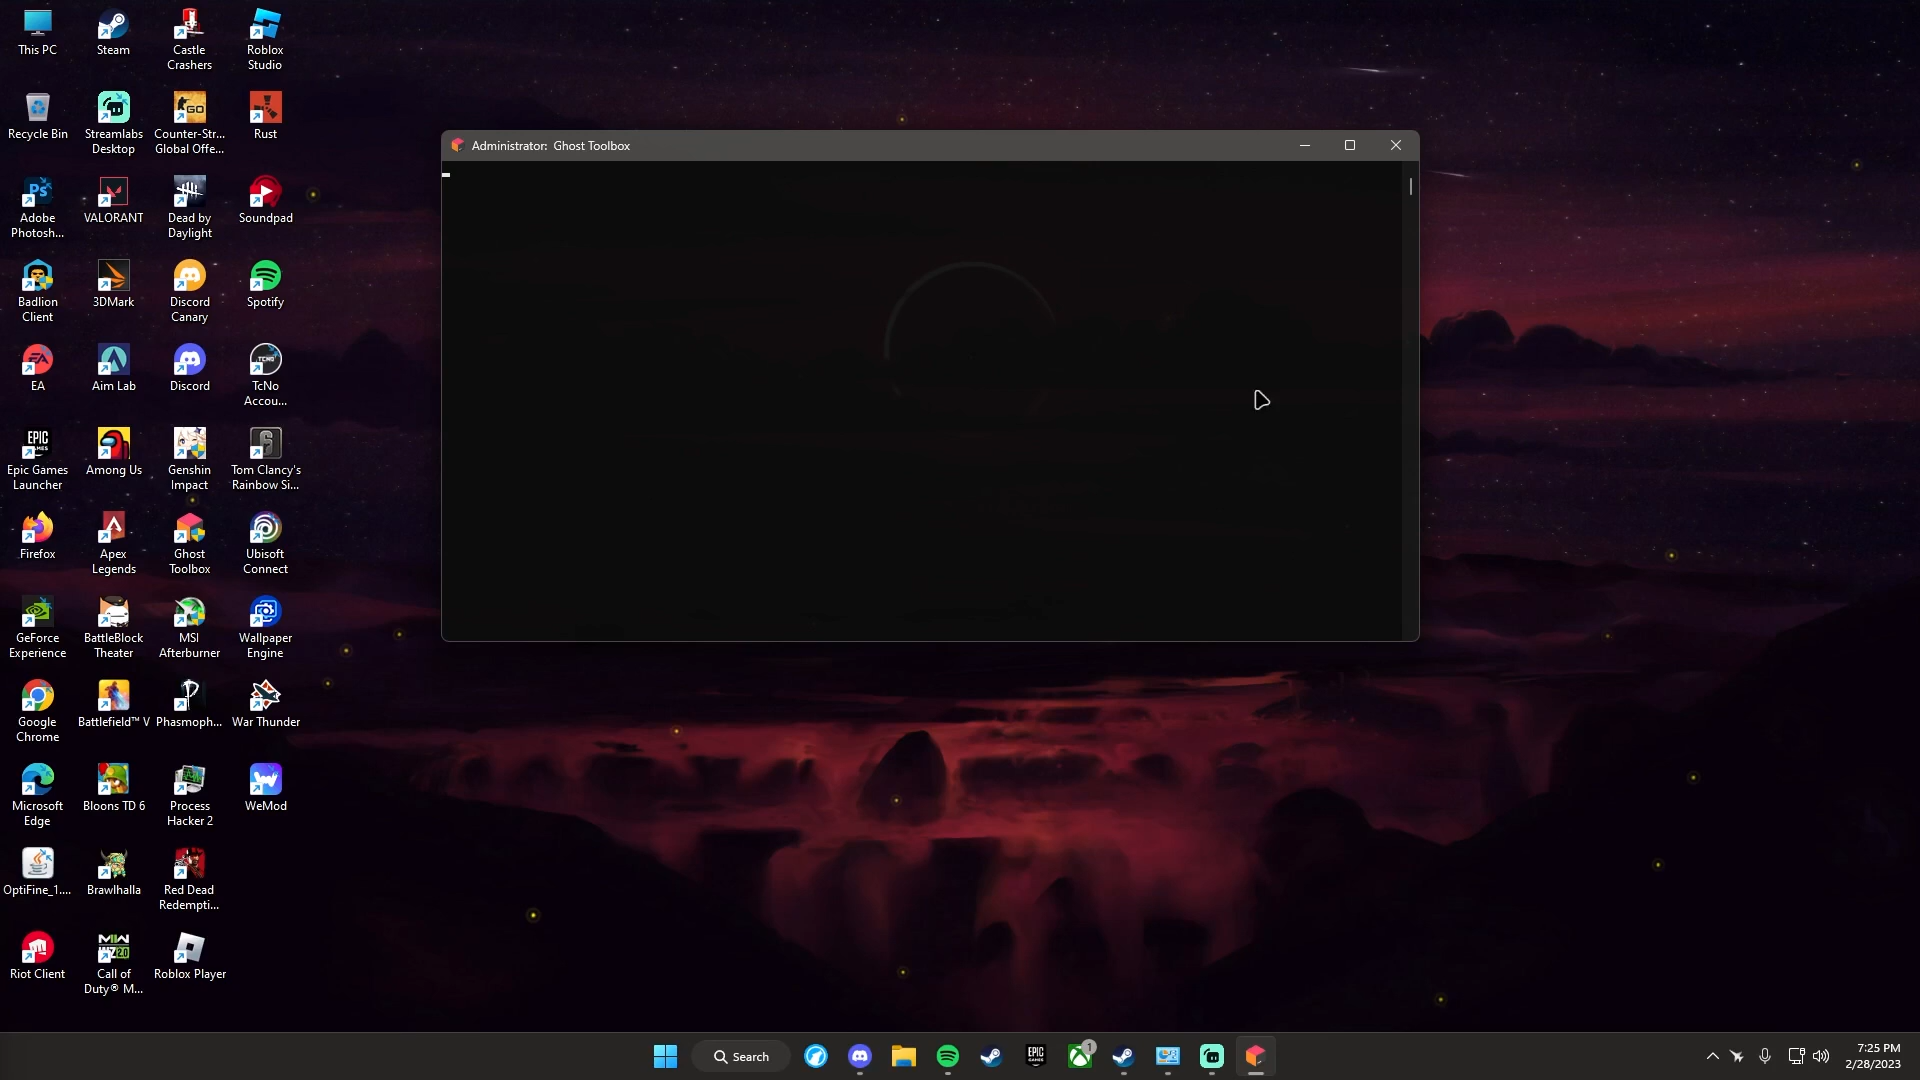 Administrator: Ghost Toolbox
This PC
Steam
Castle
Crashers
Roblox
Studio
Recycle Bin
Streamlabs
Desktop
Counter-Str...
Global Offe...
Rust
Adobe
Photosh...
VALORANT
Dead by
Daylight
Soundpad
Badlion
Client
3DMark
Discord
Canary
Spotify
EA
Aim Lab
Discord
TcNo
Accou...
Epic Games
Launcher
Among Us
Genshin
Impact
Tom Clancy's
Rainbow Si...
Firefox
Apex
Legends
Ghost
Toolbox
Ubisoft
Connect
GeForce
Experience
BattleBlock
Theater
MSI
Afterburner
Wallpaper
Engine
Google
Chrome
Battlefield™ V
Phasmoph...
War Thunder
Microsoft
Edge
Bloons TD 6
Process
Hacker 2
WeMod
OptiFine_1....
Brawlhalla
Red Dead
Redempti...
Riot Client
Call of
Duty® M...
Roblox Player
Search
1
7:25 PM
2/28/2023